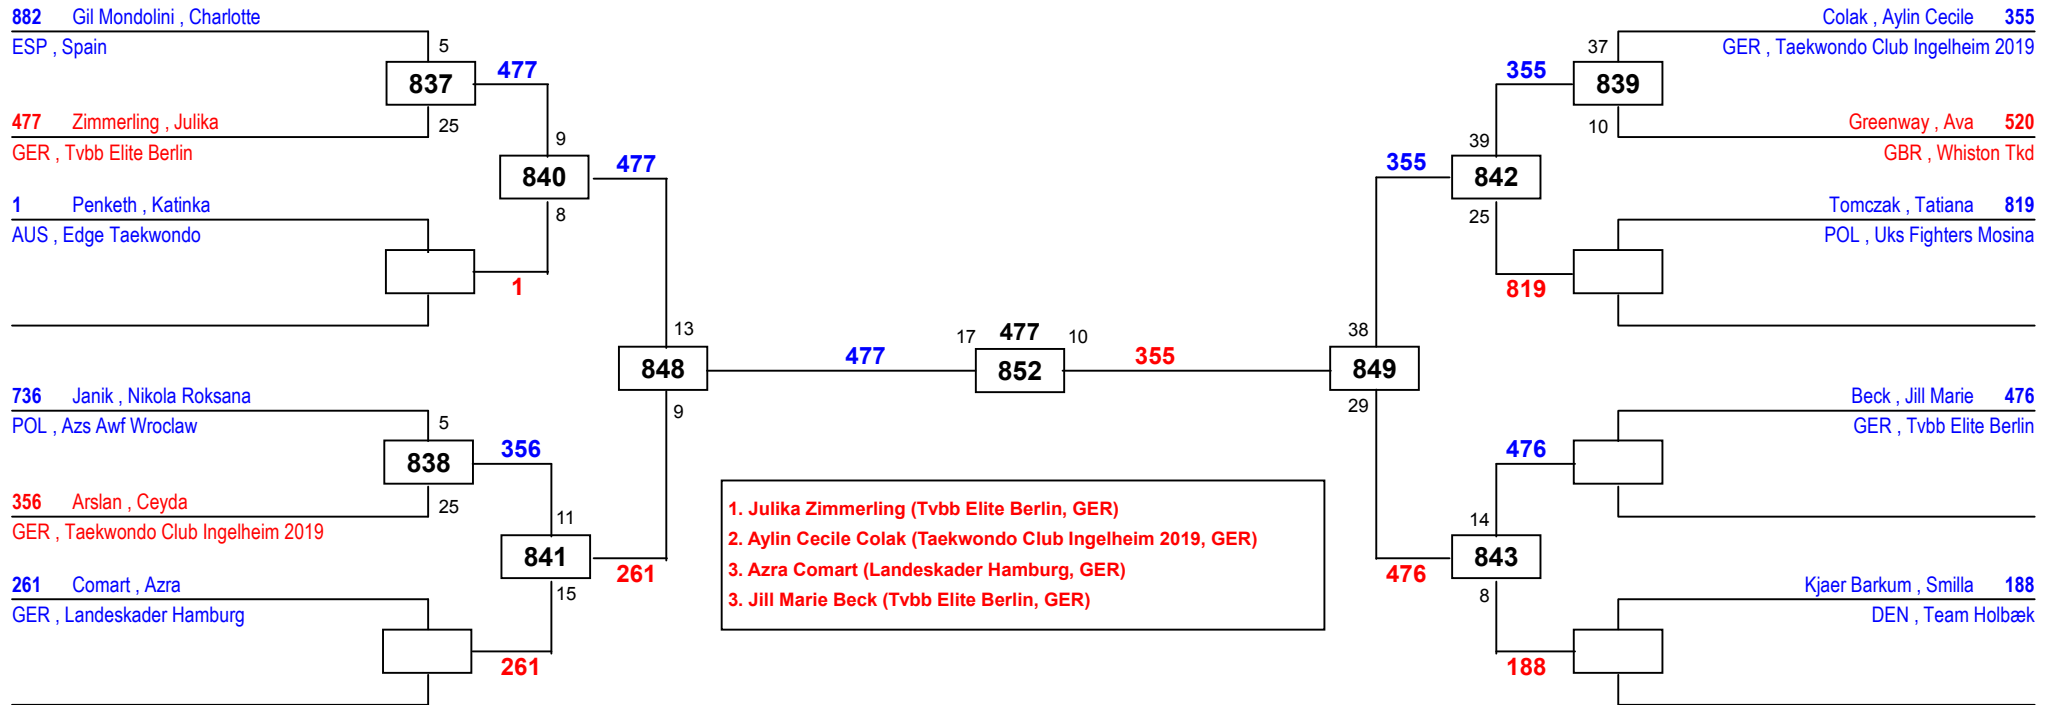 882 Gil Mondolini , Charlotte
ESP , Spain
5
837
477
25
477 Zimmerling , Julika
GER , Tvbb Elite Berlin
9
840
477
8
1 Penketh , Katinka
AUS , Edge Taekwondo
1
13
848
9
477
736 Janik , Nikola Roksana
POL , Azs Awf Wroclaw
5
838
356
25
356 Arslan , Ceyda
GER , Taekwondo Club Ingelheim 2019
11
841
261
15
261 Comart , Azra
GER , Landeskader Hamburg
261
17 477 10
852
355
1. Julika Zimmerling (Tvbb Elite Berlin, GER)
2. Aylin Cecile Colak (Taekwondo Club Ingelheim 2019, GER)
3. Azra Comart (Landeskader Hamburg, GER)
3. Jill Marie Beck (Tvbb Elite Berlin, GER)
Colak , Aylin Cecile 355
GER , Taekwondo Club Ingelheim 2019
37
355
839
10
Greenway , Ava 520
GBR , Whiston Tkd
39
355
842
25
Tomczak , Tatiana 819
POL , Uks Fighters Mosina
819
38
849
29
Beck , Jill Marie 476
GER , Tvbb Elite Berlin
476
14
843
476
8
Kjaer Barkum , Smilla 188
DEN , Team Holbæk
188